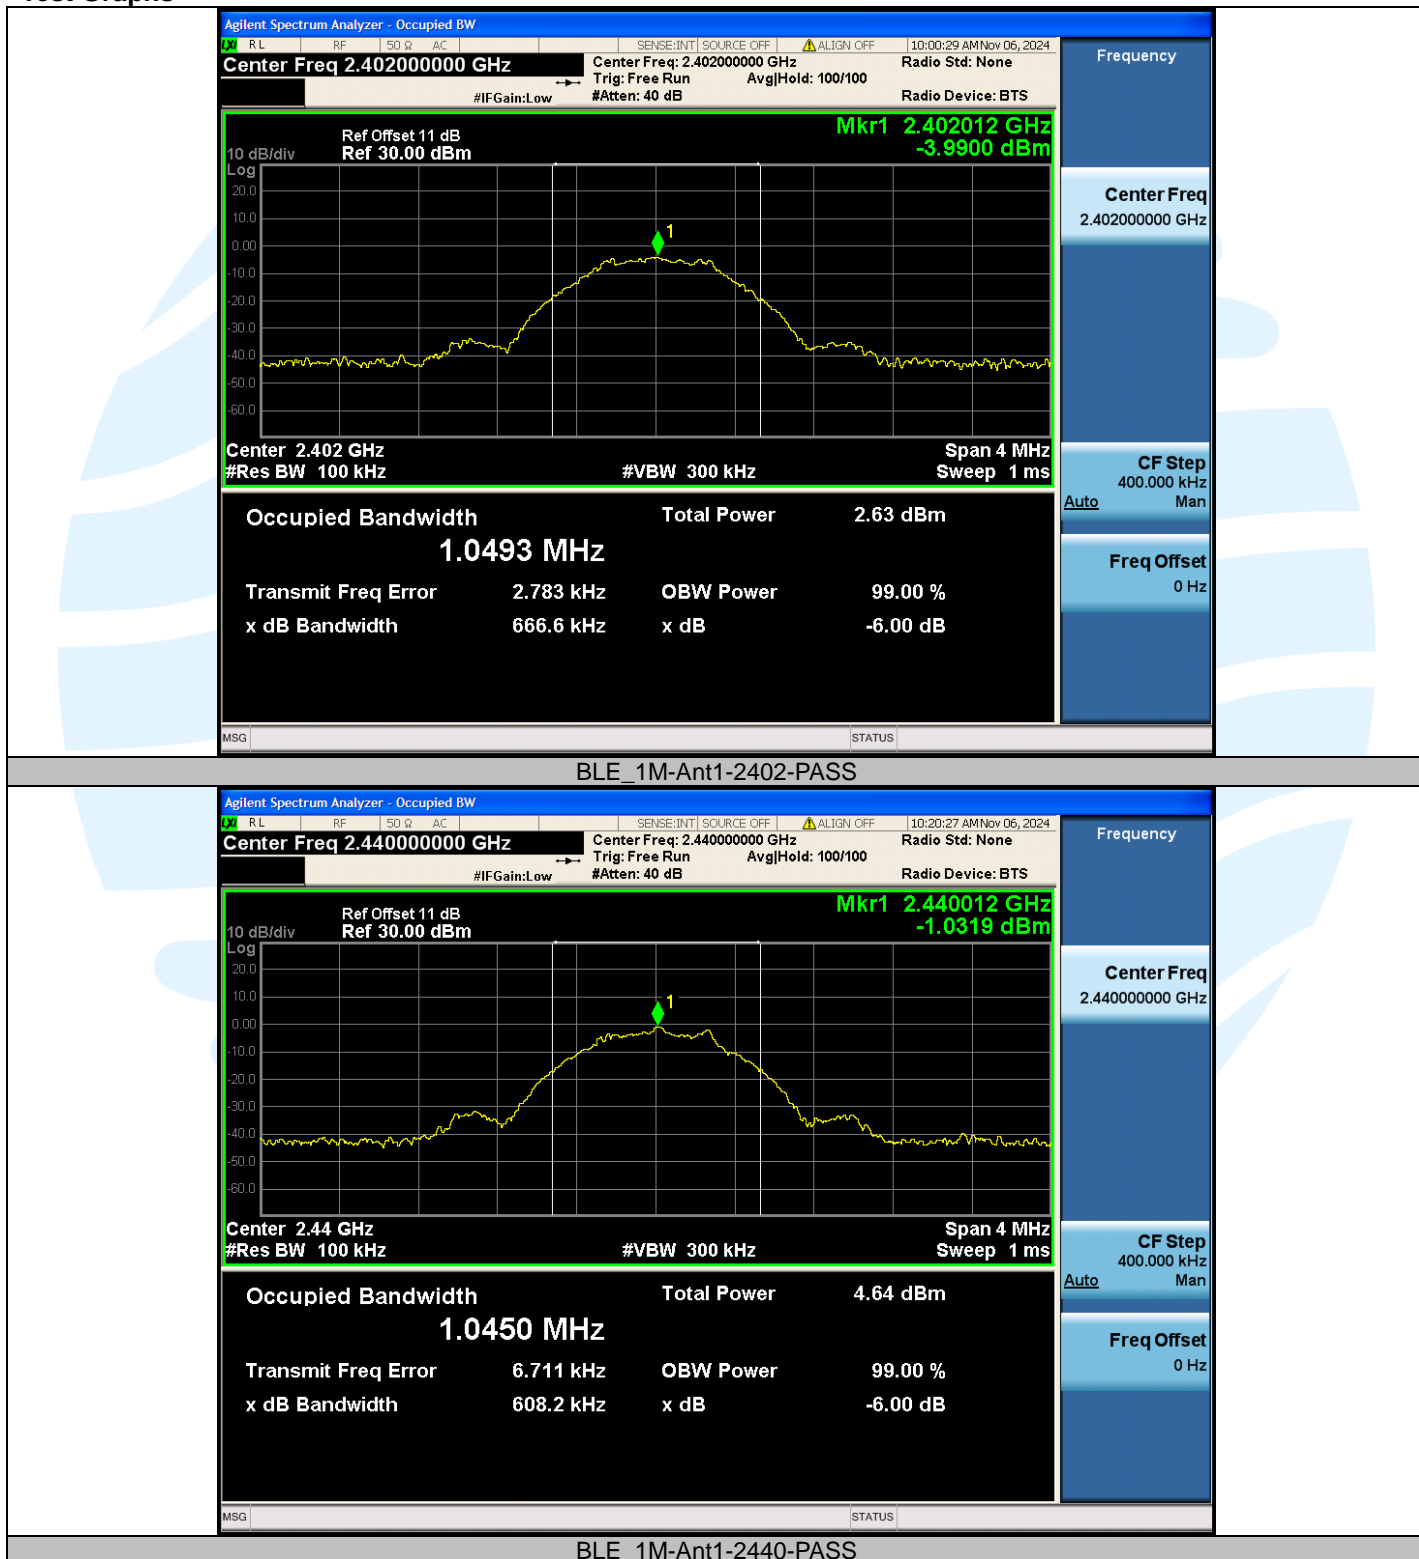 Test Graphs
Agilent Spectrum Analyzer - Occupied BW
LXI RL RF 50 Ω AC SENSE:INT SOURCE OFF ALIGN OFF 10:00:29 AM Nov 06, 2024
Center Freq 2.402000000 GHz
Center Freq: 2.402000000 GHz
Radio Std: None
Trig: Free Run Avg|Hold: 100/100
#IFGain:Low #Atten: 40 dB Radio Device: BTS
Frequency
Ref Offset 11 dB
10 dB/div Ref 30.00 dBm
Mkr1 2.402012 GHz
-3.9900 dBm
Log
20.0
10.0
0.00
-10.0
-20.0
-30.0
-40.0
-50.0
-60.0
1
Center 2.402 GHz Span 4 MHz
#Res BW 100 kHz #VBW 300 kHz Sweep 1 ms
Center Freq
2.402000000 GHz
CF Step
400.000 kHz
Auto Man
Freq Offset
0 Hz
Occupied Bandwidth Total Power 2.63 dBm
1.0493 MHz
Transmit Freq Error 2.783 kHz OBW Power 99.00 %
x dB Bandwidth 666.6 kHz x dB -6.00 dB
MSG STATUS
BLE_1M-Ant1-2402-PASS
Agilent Spectrum Analyzer - Occupied BW
LXI RL RF 50 Ω AC SENSE:INT SOURCE OFF ALIGN OFF 10:20:27 AM Nov 06, 2024
Center Freq 2.440000000 GHz
Center Freq: 2.440000000 GHz
Radio Std: None
Trig: Free Run Avg|Hold: 100/100
#IFGain:Low #Atten: 40 dB Radio Device: BTS
Frequency
Ref Offset 11 dB
10 dB/div Ref 30.00 dBm
Mkr1 2.440012 GHz
-1.0319 dBm
Log
20.0
10.0
0.00
-10.0
-20.0
-30.0
-40.0
-50.0
-60.0
1
Center 2.44 GHz Span 4 MHz
#Res BW 100 kHz #VBW 300 kHz Sweep 1 ms
Center Freq
2.440000000 GHz
CF Step
400.000 kHz
Auto Man
Freq Offset
0 Hz
Occupied Bandwidth Total Power 4.64 dBm
1.0450 MHz
Transmit Freq Error 6.711 kHz OBW Power 99.00 %
x dB Bandwidth 608.2 kHz x dB -6.00 dB
MSG STATUS
BLE_1M-Ant1-2440-PASS